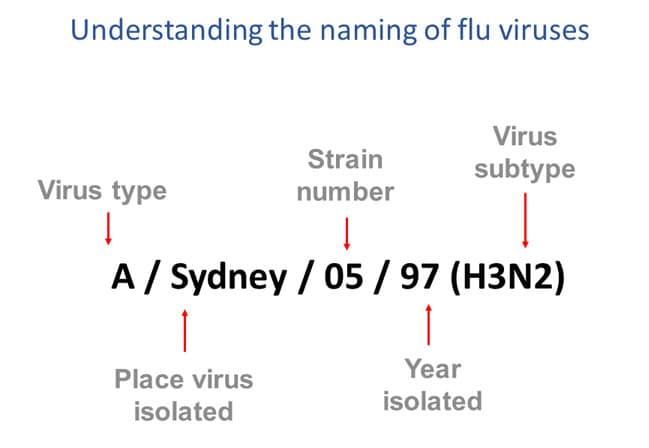 Understanding the naming of flu viruses
Virus
subtype
Strain
number
Virus type
A / Sydney / 05 / 97 (H3N2)
Place virus
isolated
Year
isolated